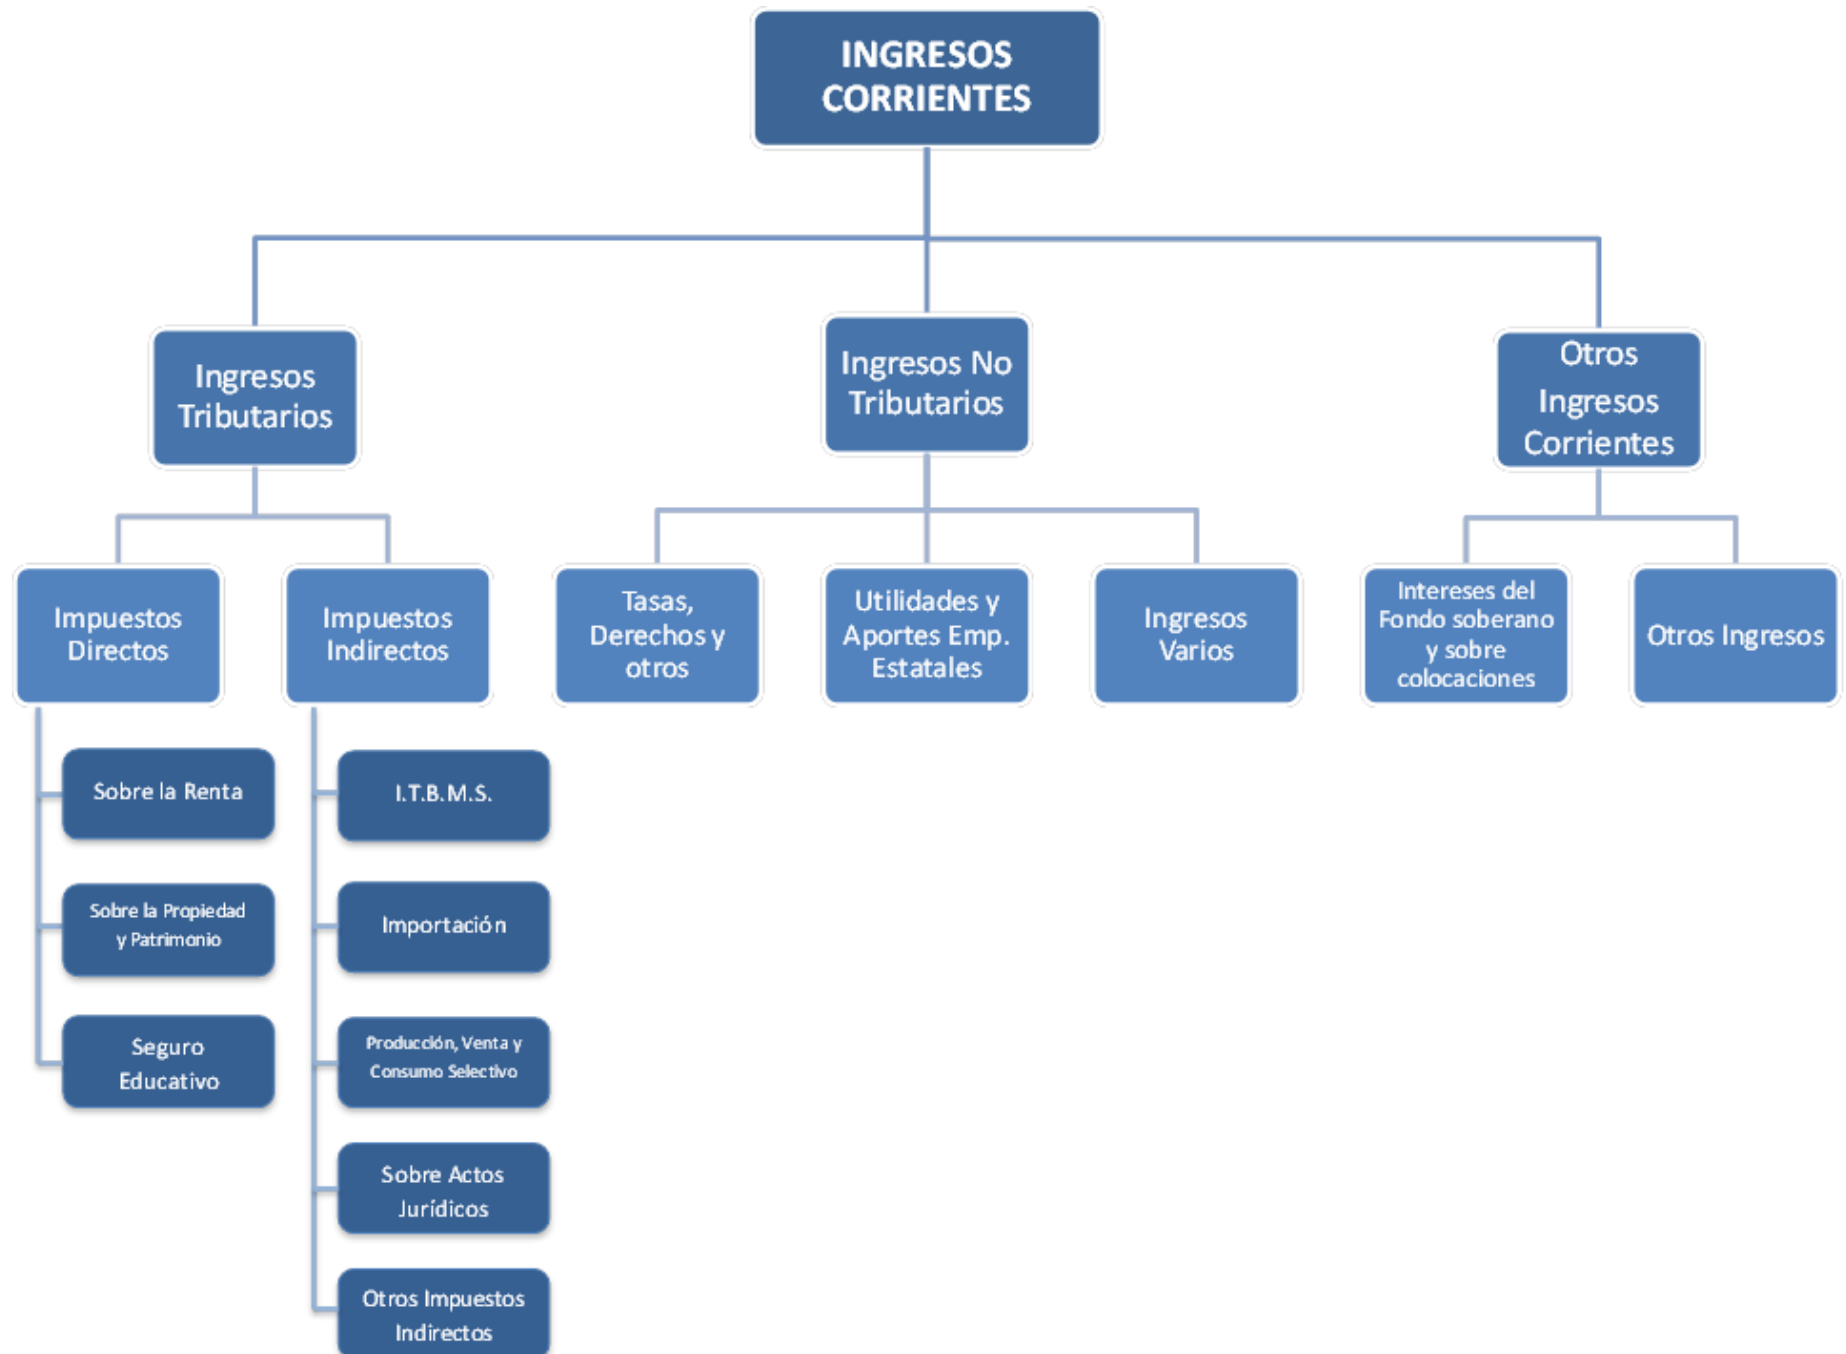 INGRESOS
CORRIENTES
Ingresos
Tributarios
Ingresos No
Tributarios
Otros
Ingresos
Corrientes
Impuestos
Directos
Impuestos
Indirectos
Tasas,
Derechos y
otros
Utilidades y
Aportes Emp.
Estatales
Ingresos
Varios
Intereses del
Fondo soberano
y sobre
colocaciones
Otros Ingresos
Sobre la Renta
Sobre la Propiedad
y Patrimonio
Seguro
Educativo
I.T.B.M.S.
Importación
Producción, Venta y
Consumo Selectivo
Sobre Actos
Jurídicos
Otros Impuestos
Indirectos